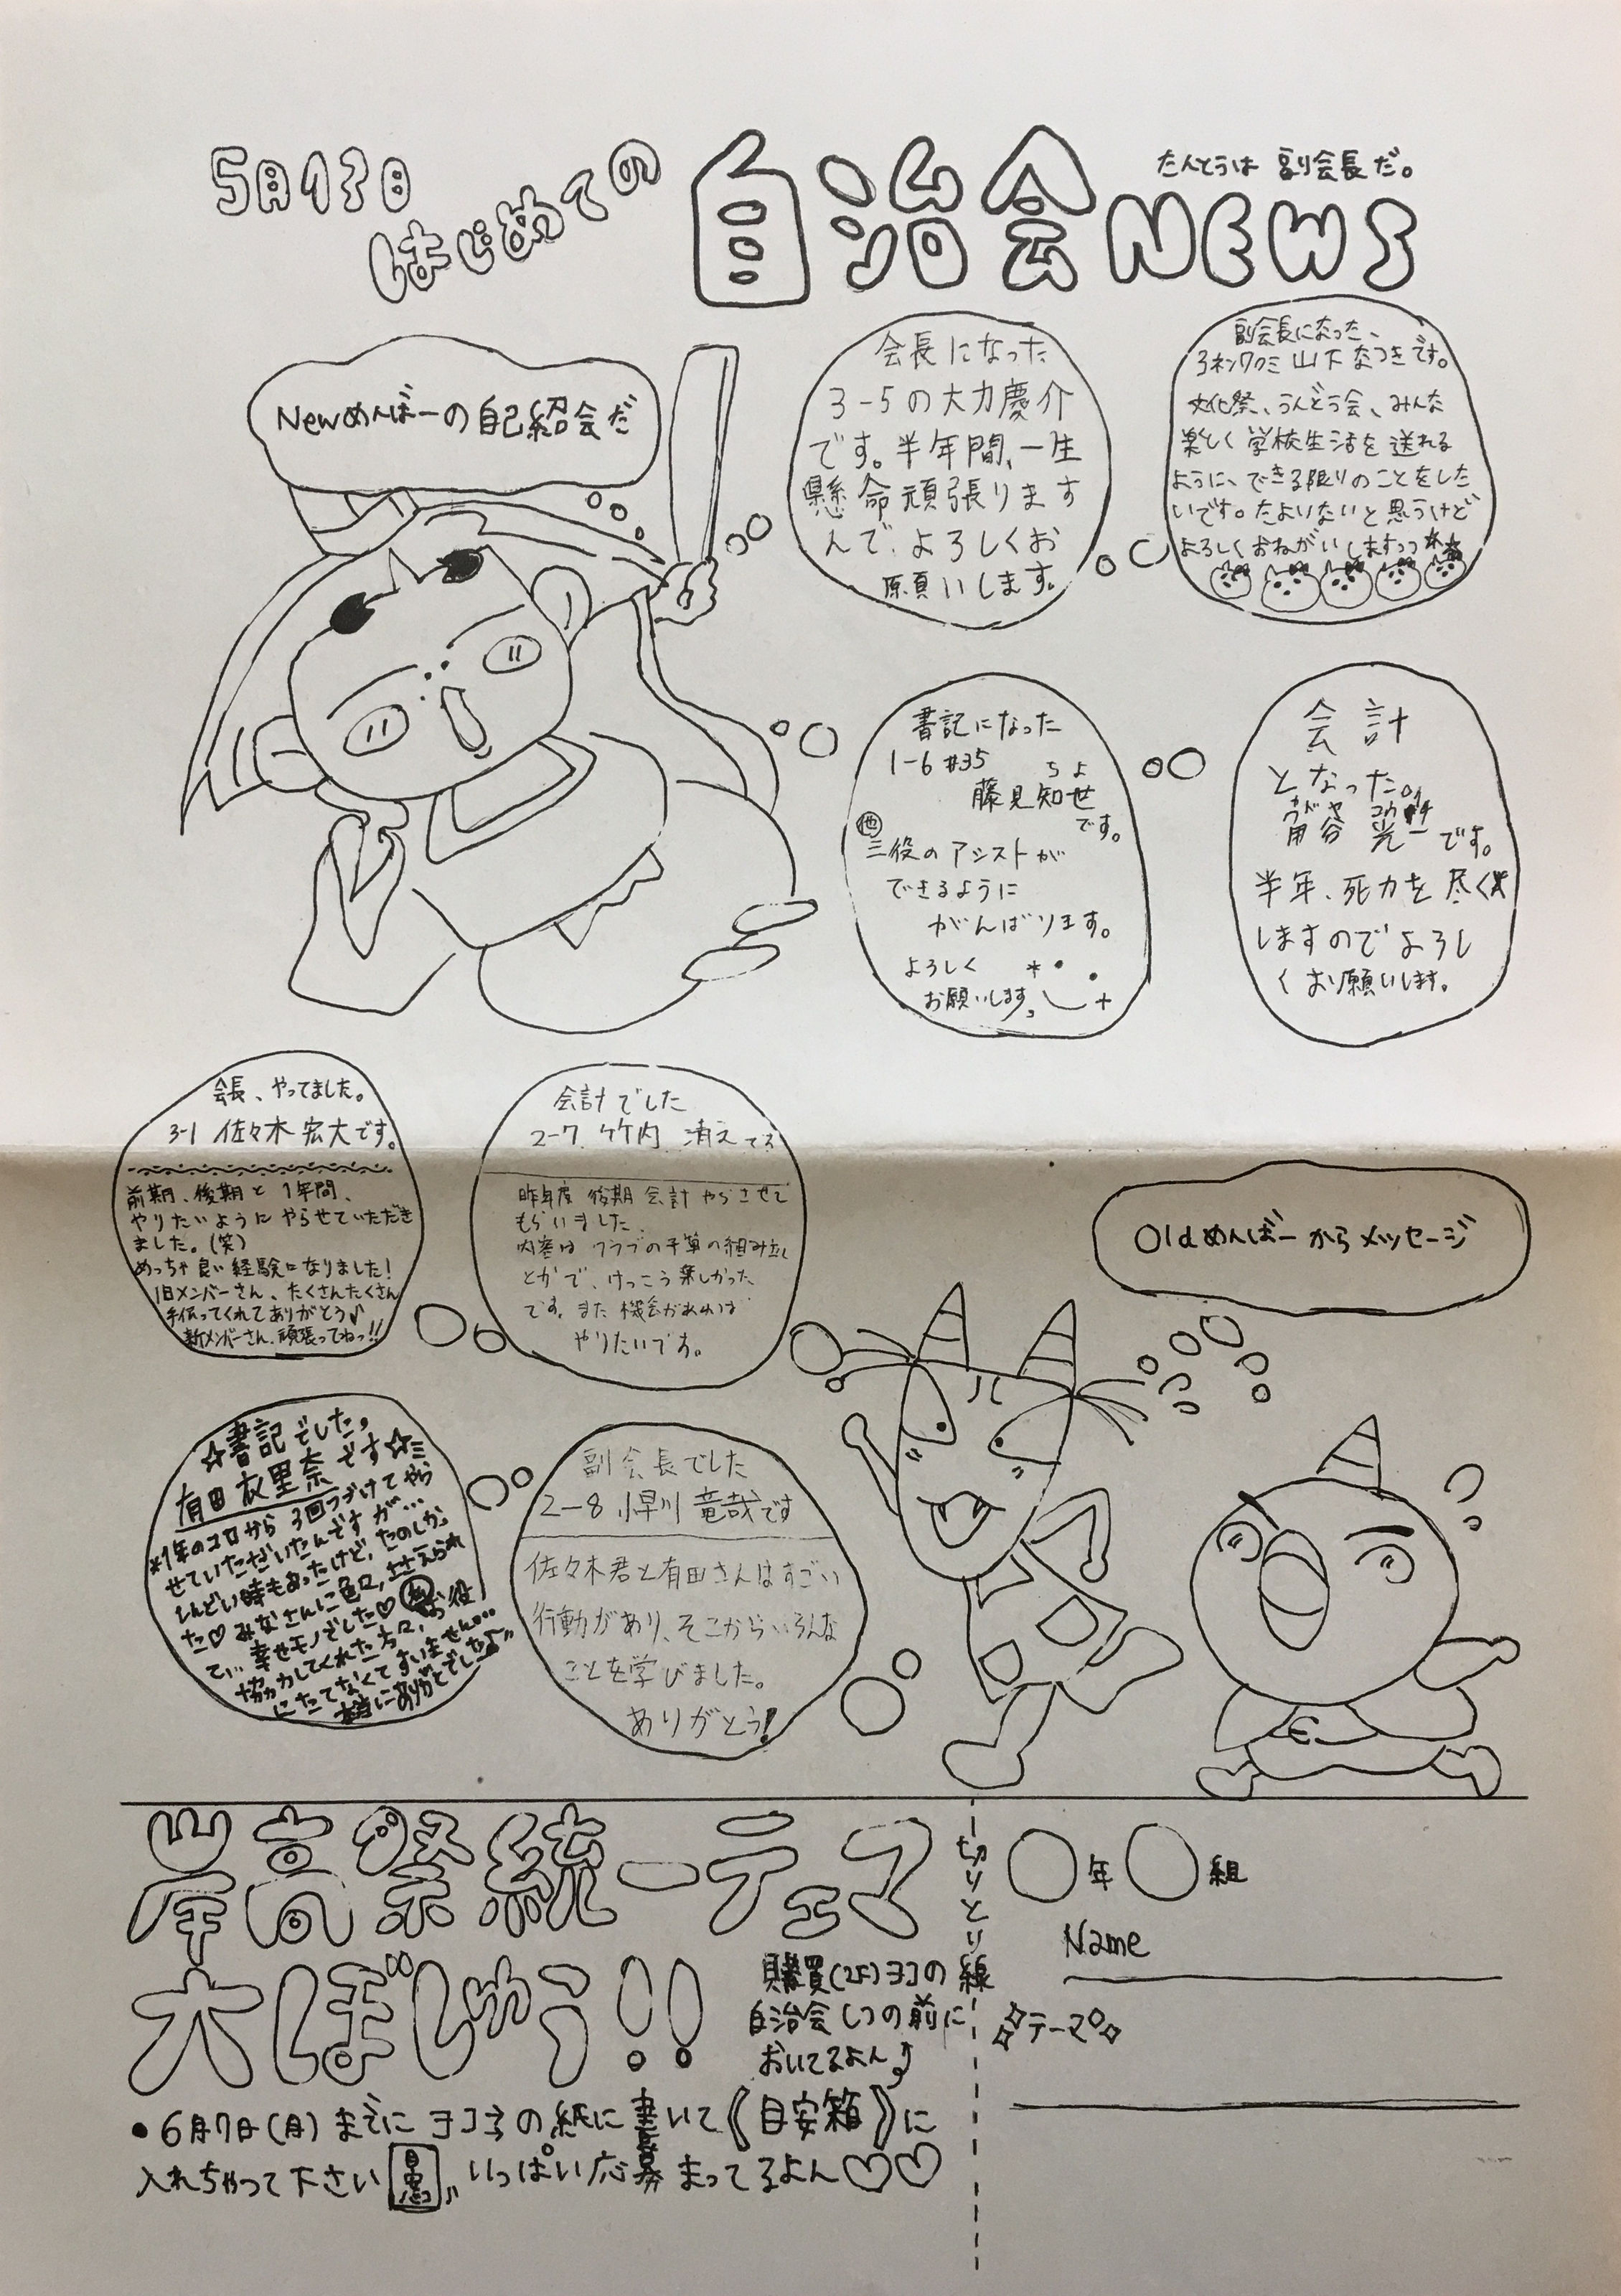 5月13日
はじめての
自治会NEWS
たんとうは 副会長だ。
Newめんばーの自己紹会だ
会長になった
3-5の大力慶介
です。半年間、一生
懸命頑張ります
んで、よろしくお
願いします。
副会長になった、
3ネン7クミ 山下なつきです。
文化祭、うんどう会、みんな
楽しく学校生活を送れる
ように、できる限りのことをした
いです。たよいないと思うけど
よろしくおねがいしますっっ
書記になった
1-6 #35
ちよ
藤見知世
です。
他
三役のアシストが
できるように
がんばります。
よろしく
お願いします。
会計
となった。
ガヤ コウイチ
角谷 光一です。
半年、死力を尽く
しますのでよろし
くお願いします。
会長、やってました。
3-1 佐々木宏大です。
前期、後期と1年間、
やりたいようにやらせていただき
ました。(笑)
めっちゃ良い経験になりました!
旧メンバーさん、たくさんたくさん
手伝ってくれてありがとう♪
新メンバーさん、頑張ってねっ!!
会計でした
2-7 竹内 です
昨年度 後期 会計 やらさせて
もらいました。
内容は クラブの予算の組み立
とかで、けっこう楽しかった
です。また機会があれば
やりたいです。
Oldめんばーからメッセージ
☆書記でした。
有田衣里奈です☆
*1年のコロから3回つづけてやら
せていただいたんですが…
しんどい時もあったけど、たのしか
た♡みなさんに色々、ささえられ
て、幸せモノでした♡
協力してくれた方々、お役
にたてなくてすいません…
本当にありがとでした♪
副会長でした
2-8 小早川 竜哉です
佐々木君と有田さんはすごい
行動があり、そこからいろんな
ことを学びました。
ありがとう!
岸高祭統一テェマ
大ぼしゅう!!
購買(2F)ヨコの
自治会しつの前に
おいてるよん
•6月7日(月)までにヨコの紙に書いて《目安箱》に
入れちゃって下さい いっぱい応募まってるよん♡♡
切りとり線
〇年〇組
Name
テーマ